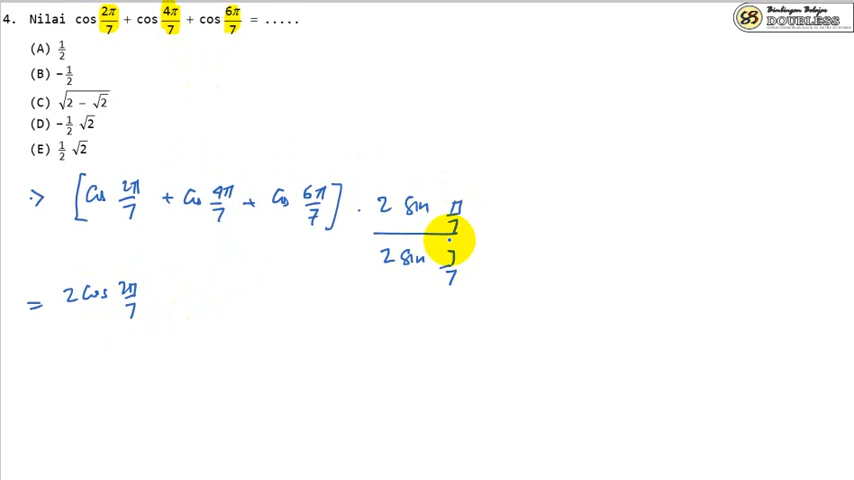 4. Nilai cos 2π/7 + cos 4π/7 + cos 6π/7 = .....
Bimbingan Belajar
DOUBLESS
(A) 1/2
(B) -1/2
(C) √(2 - √2)
(D) -1/2 √2
(E) 1/2 √2
:> [Cos 2π/7 + Cos 4π/7 + Cos 6π/7] . 2 sin π/7 / 2 sin π/7
= 2 Cos 2π/7